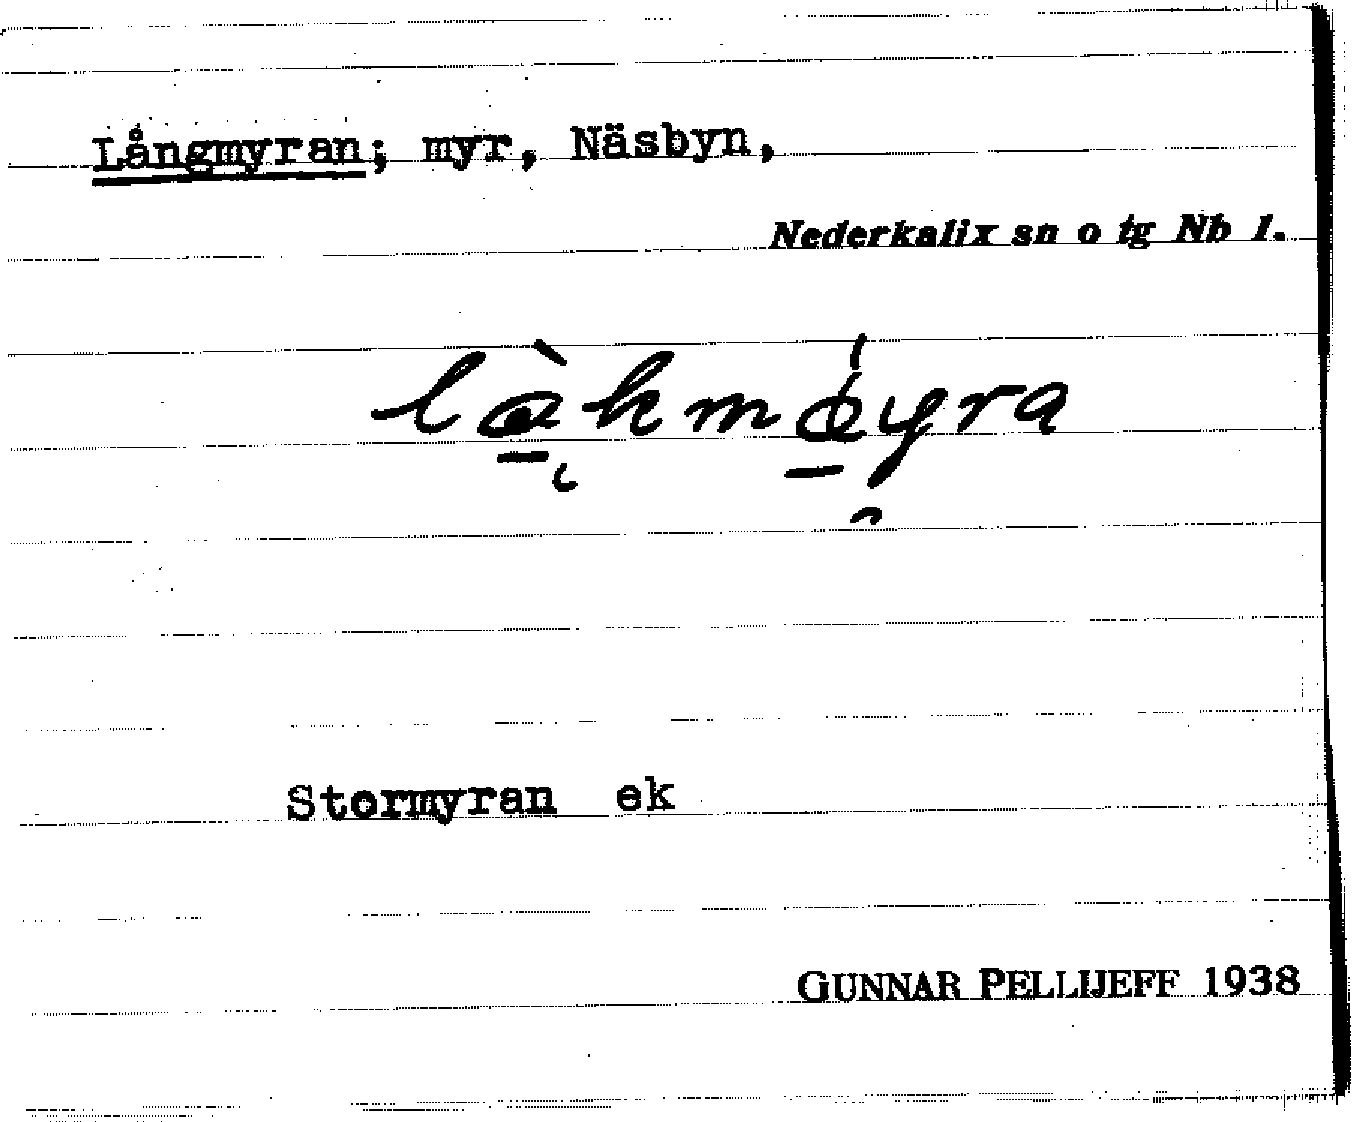 Långmyran; myr, Näsbyn,
Nederkalix sn o tg Nb 1.
Stormyran ek
GUNNAR PELLIJEFF 1938